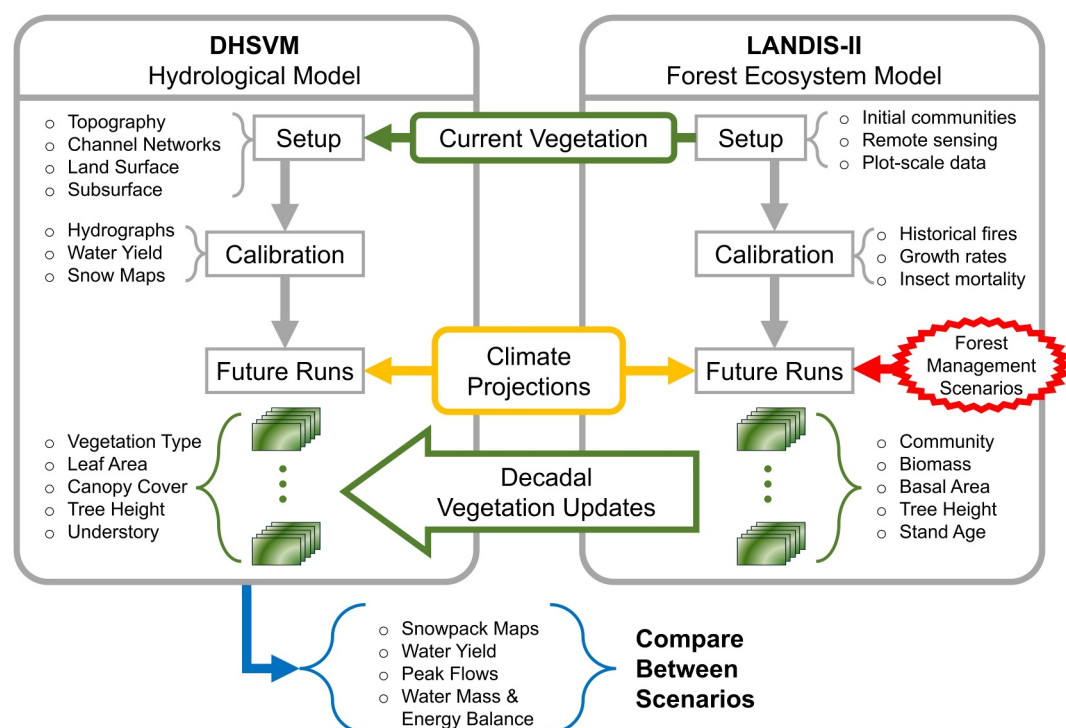 DHSVM
Hydrological Model
○ Topography
○ Channel Networks
○ Land Surface
○ Subsurface
Setup
○ Hydrographs
○ Water Yield
○ Snow Maps
Calibration
Future Runs
○ Vegetation Type
○ Leaf Area
○ Canopy Cover
○ Tree Height
○ Understory
Current Vegetation
Climate
Projections
Decadal
Vegetation Updates
LANDIS-II
Forest Ecosystem Model
Setup
○ Initial communities
○ Remote sensing
○ Plot-scale data
Calibration
○ Historical fires
○ Growth rates
○ Insect mortality
Future Runs
Forest
Management
Scenarios
○ Community
○ Biomass
○ Basal Area
○ Tree Height
○ Stand Age
○ Snowpack Maps
○ Water Yield
○ Peak Flows
○ Water Mass &
Energy Balance
Compare
Between
Scenarios